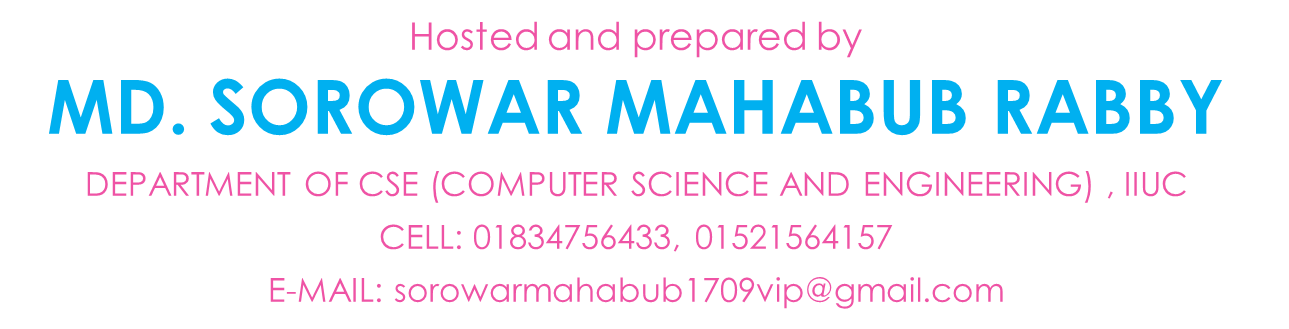 Hosted and prepared by
MD. SOROWAR MAHABUB RABBY
DEPARTMENT OF CSE (COMPUTER SCIENCE AND ENGINEERING) , IIUC
CELL: 01834756433, 01521564157
E-MAIL: sorowarmahabub1709vip@gmail.com